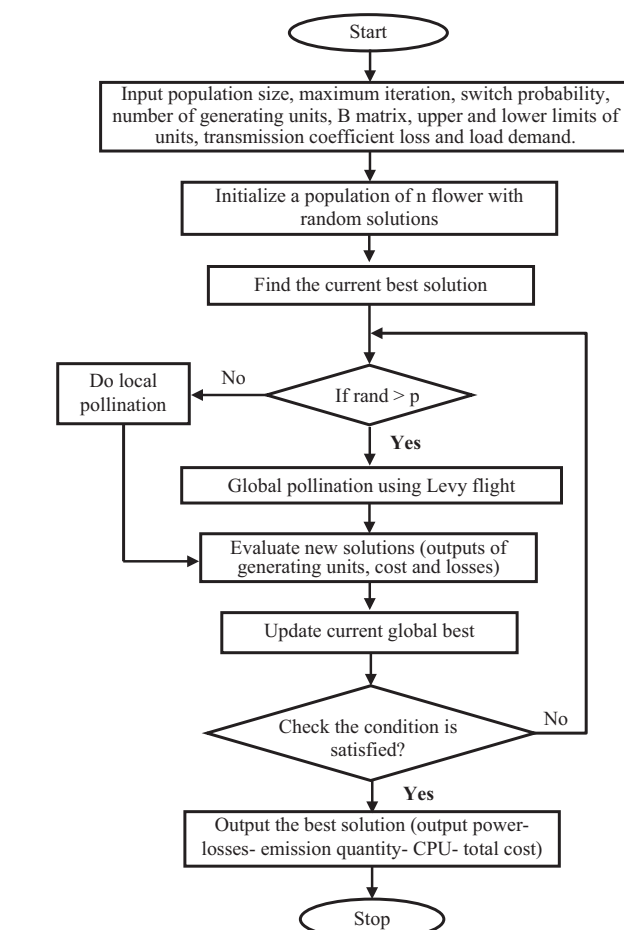 Start
Input population size, maximum iteration, switch probability,
number of generating units, B matrix, upper and lower limits of
units, transmission coefficient loss and load demand.
Initialize a population of n flower with
random solutions
Find the current best solution
If rand > p
No
Do local
pollination
Yes
Global pollination using Levy flight
Evaluate new solutions (outputs of
generating units, cost and losses)
Update current global best
Check the condition is
satisfied?
No
Yes
Output the best solution (output power-
losses- emission quantity- CPU- total cost)
Stop